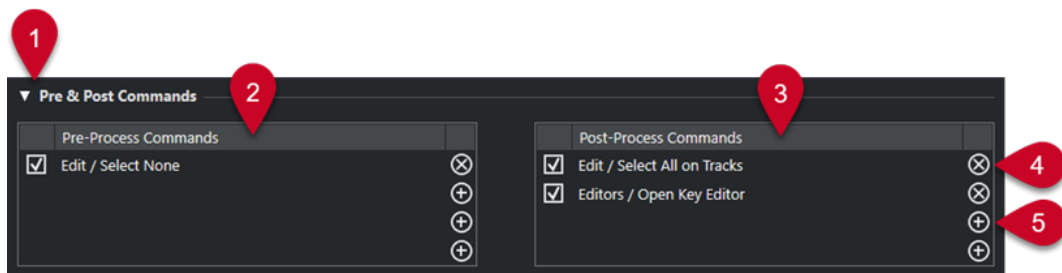 1
2
3
Pre & Post Commands
Pre-Process Commands
Edit / Select None
Post-Process Commands
Edit / Select All on Tracks
4
Editors / Open Key Editor
5